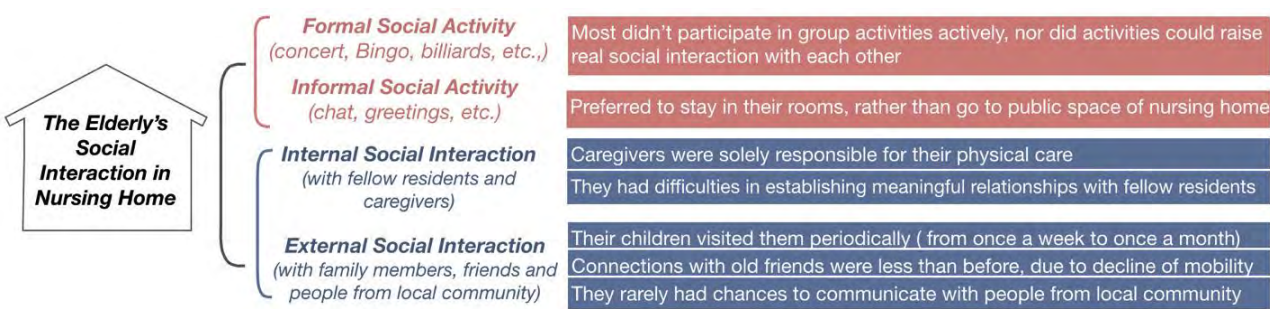 The Elderly's
Social
Interaction in
Nursing Home
Formal Social Activity
(concert, Bingo, billiards, etc.,)
Most didn't participate in group activities actively, nor did activities could raise
real social interaction with each other
Informal Social Activity
(chat, greetings, etc.)
Preferred to stay in their rooms, rather than go to public space of nursing home
Internal Social Interaction
(with fellow residents and
caregivers)
Caregivers were solely responsible for their physical care
They had difficulties in establishing meaningful relationships with fellow residents
External Social Interaction
(with family members, friends and
people from local community)
Their children visited them periodically ( from once a week to once a month)
Connections with old friends were less than before, due to decline of mobility
They rarely had chances to communicate with people from local community